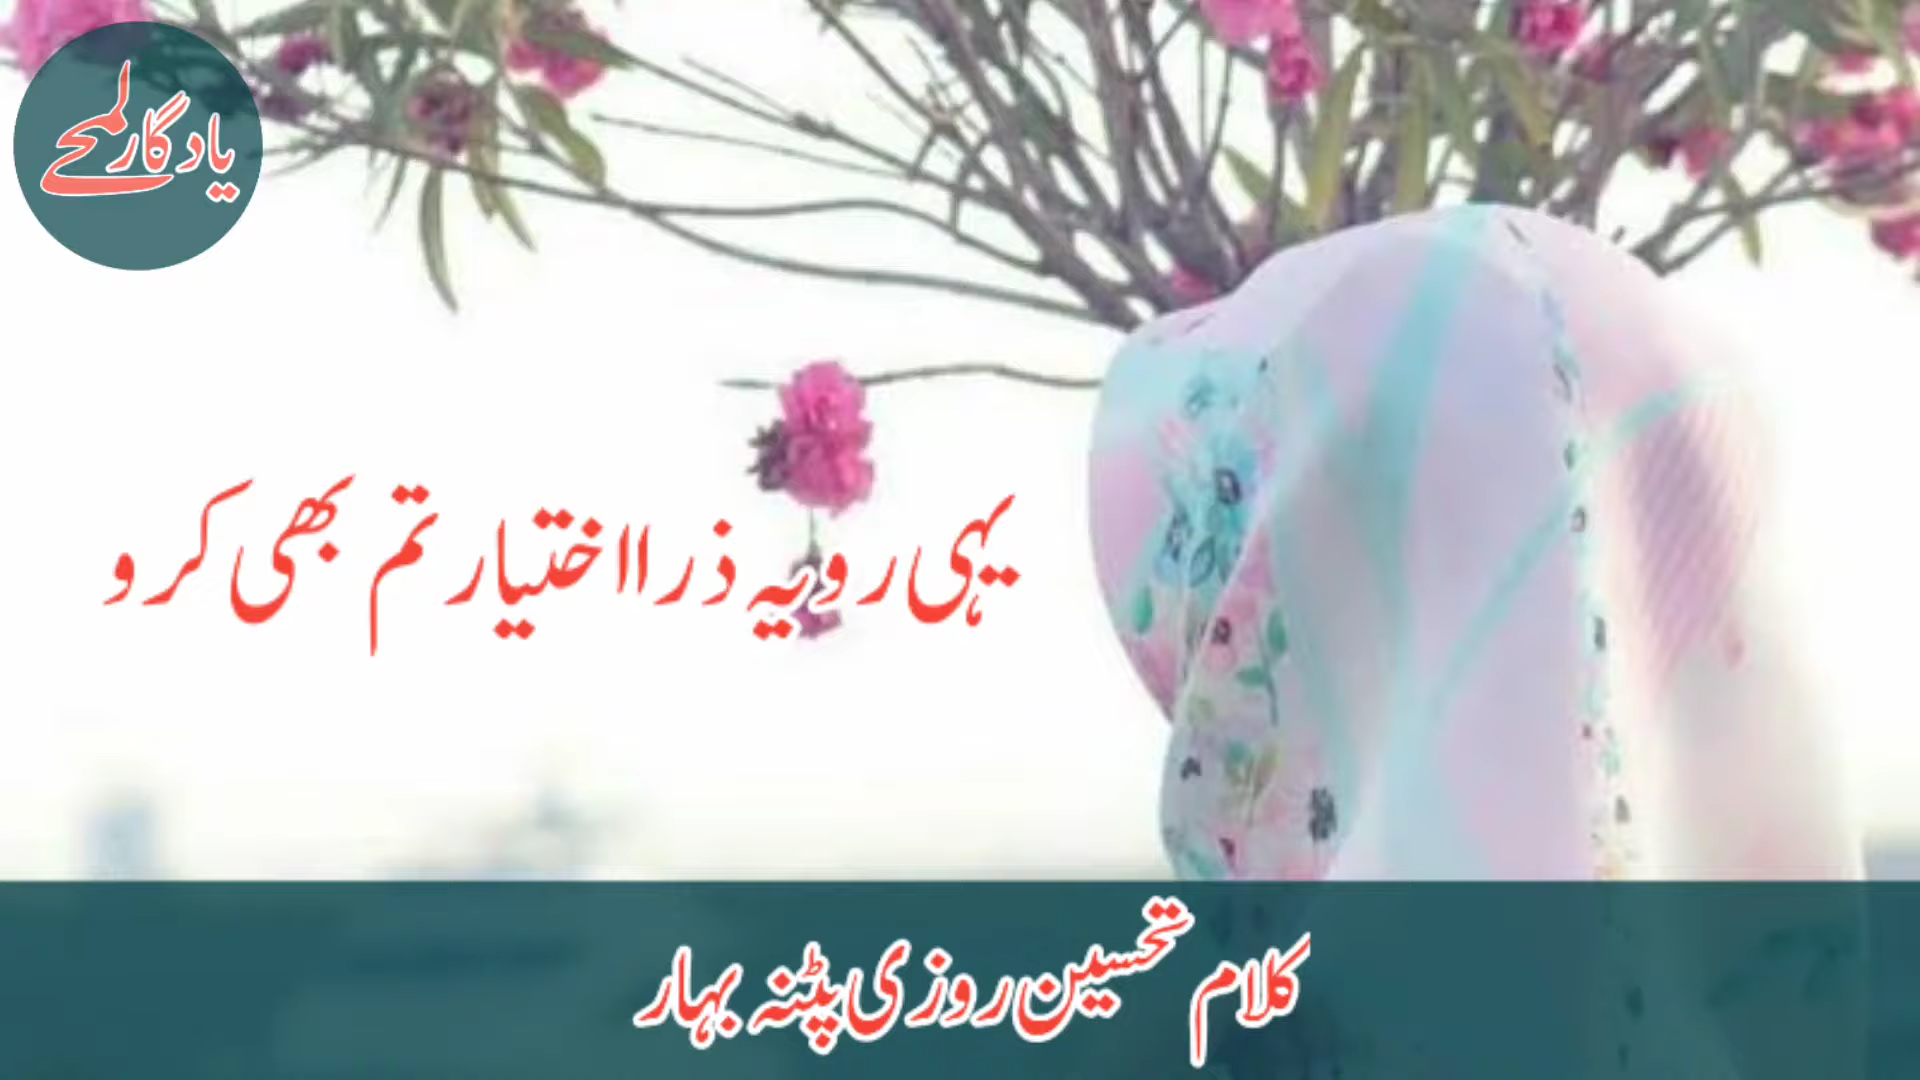 یادگار لمحے
یہی رویہ ذرا اختیار تم بھی کرو
کلام تحسین روزی پٹنہ بہار